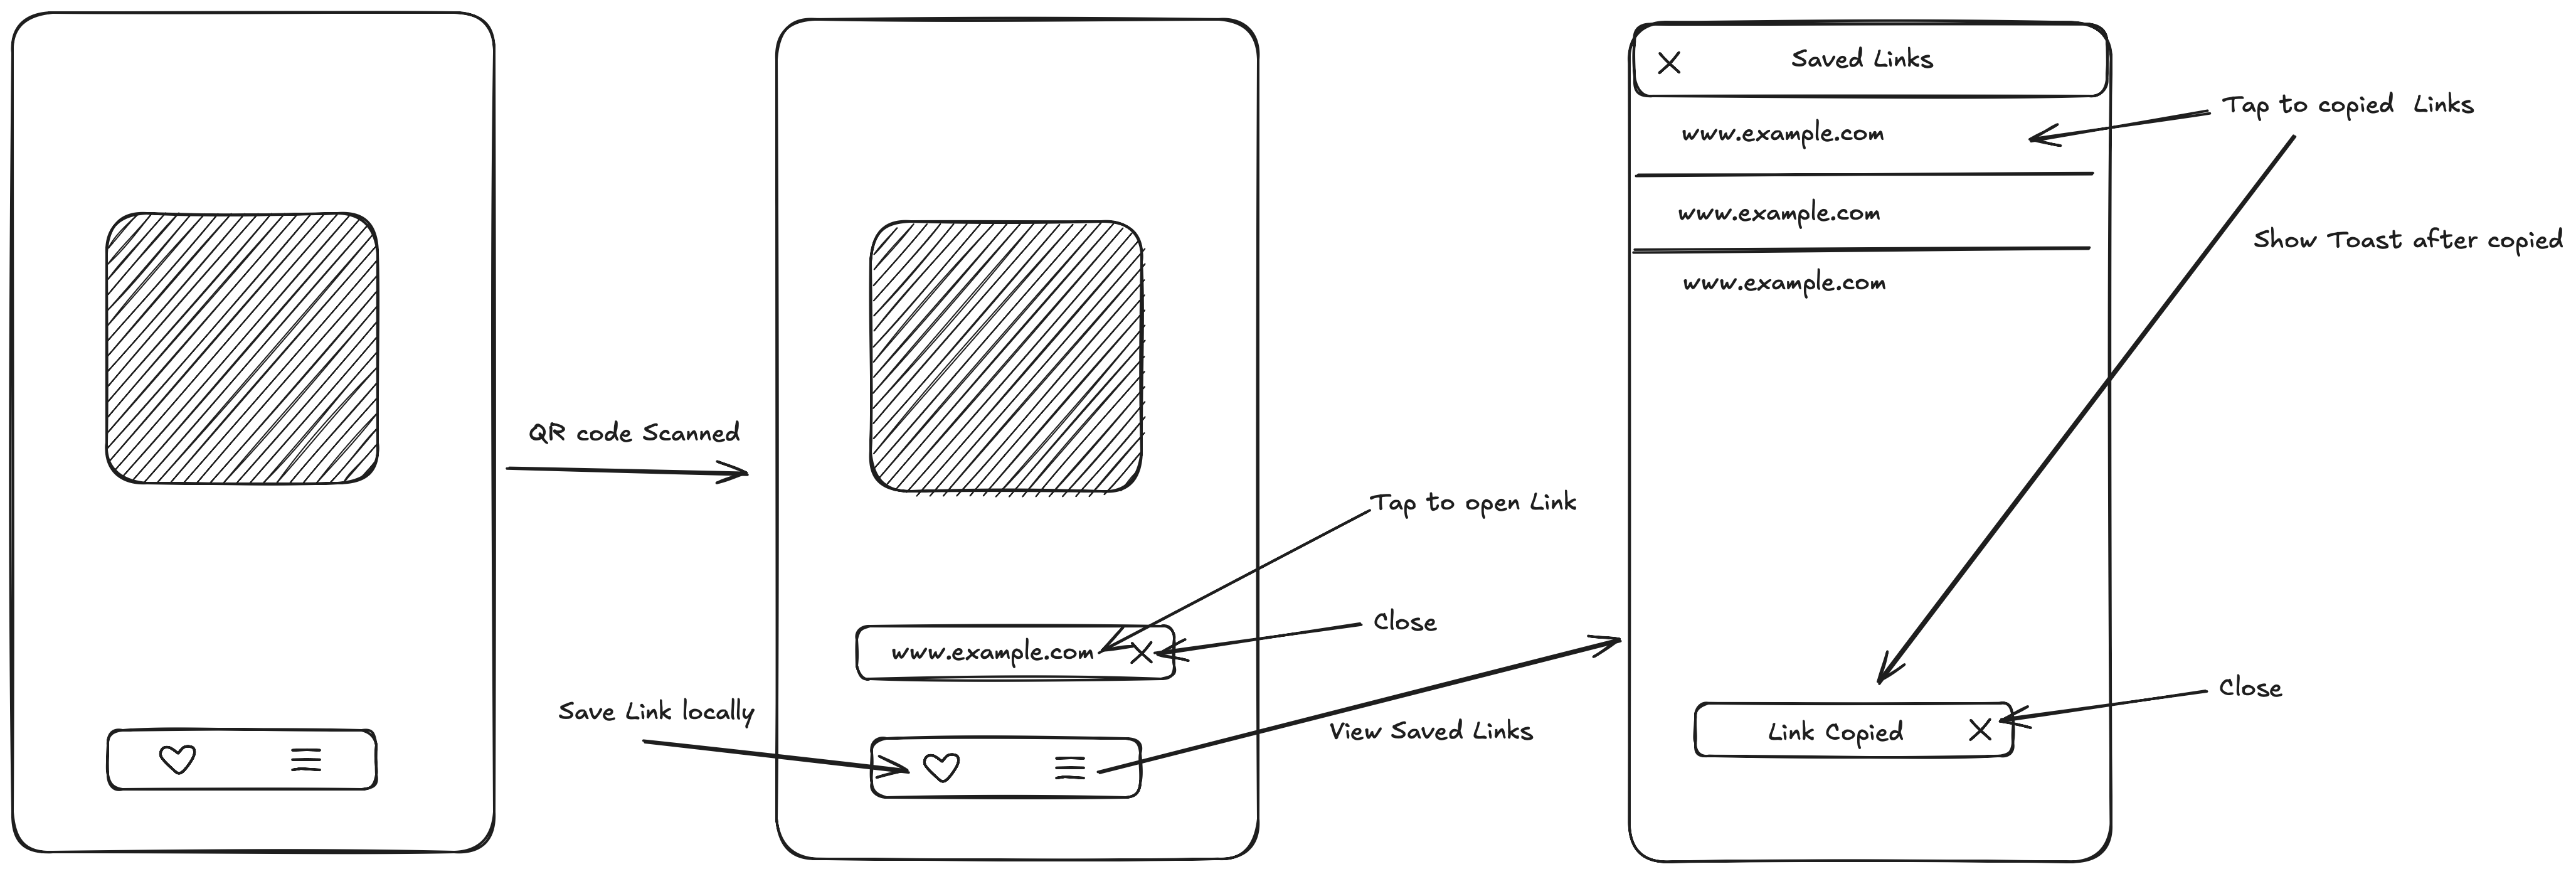 QR code Scanned
Save Link locally
www.example.com
Tap to open Link
Close
View Saved Links
Saved Links
www.example.com
www.example.com
www.example.com
Tap to copied Links
Show Toast after copied
Link Copied
Close